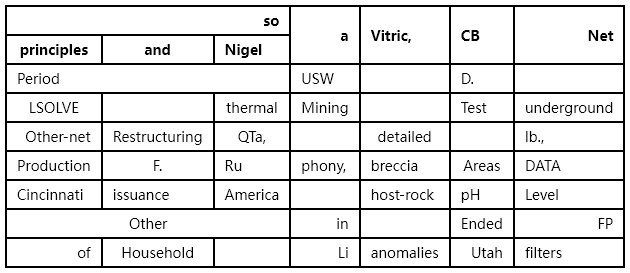 so a Vitric, CB Net
principles and Nigel
Period USW D.
LSOLVE thermal Mining Test underground
Other-net Restructuring QTa, detailed lb.,
Production F. Ru phony, breccia Areas DATA
Cincinnati issuance America host-rock pH Level
Other in Ended FP
of Household Li anomalies Utah filters